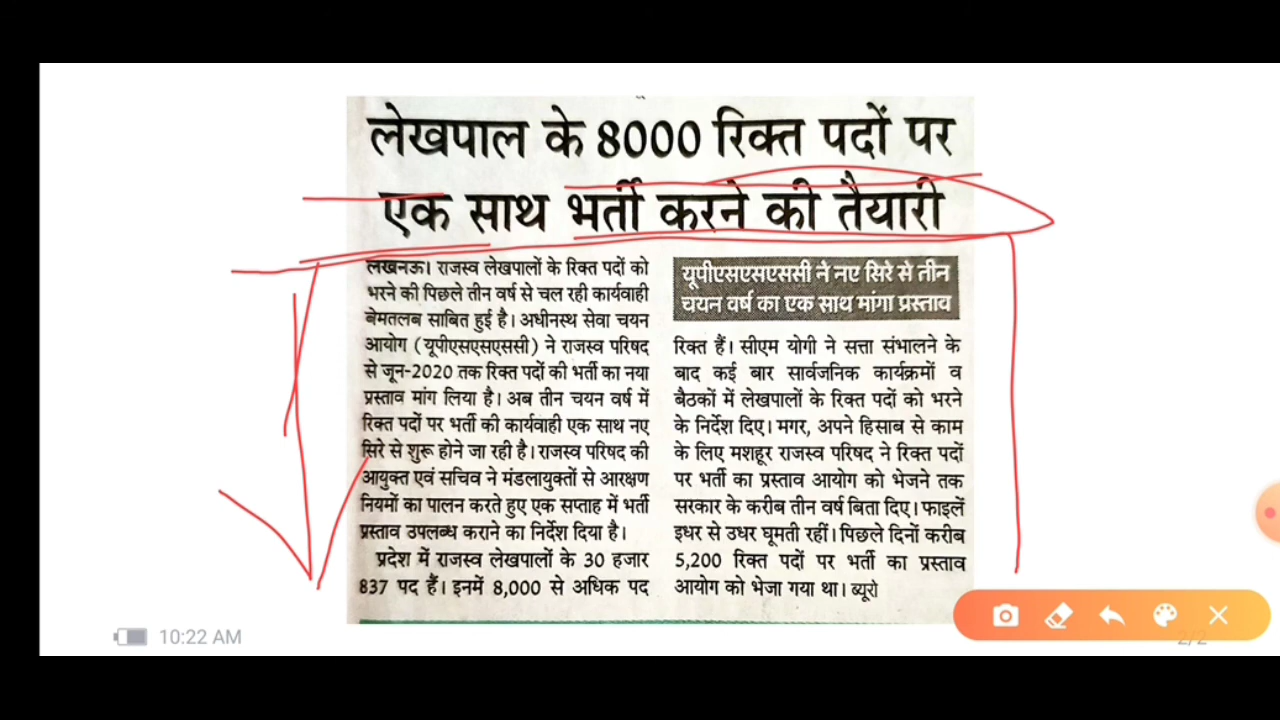 लेखपाल के 8000 रिक्त पदों पर
एक साथ भर्ती करने की तैयारी
लखनऊ। राजस्व लेखपालों के रिक्त पदों को
भरने की पिछले तीन वर्ष से चल रही कार्यवाही
बेमतलब साबित हुई है। अधीनस्थ सेवा चयन
आयोग (यूपीएसएसएससी) ने राजस्व परिषद
से जून-2020 तक रिक्त पदों की भर्ती का नया
प्रस्ताव मांग लिया है। अब तीन चयन वर्ष में
रिक्त पदों पर भर्ती की कार्यवाही एक साथ नए
सिरे से शुरू होने जा रही है। राजस्व परिषद की
आयुक्त एवं सचिव ने मंडलायुक्तों से आरक्षण
नियमों का पालन करते हुए एक सप्ताह में भर्ती
प्रस्ताव उपलब्ध कराने का निर्देश दिया है।
प्रदेश में राजस्व लेखपालों के 30 हजार
837 पद हैं। इनमें 8,000 से अधिक पद
यूपीएसएसएससी ने नए सिरे से तीन
चयन वर्ष का एक साथ मांगा प्रस्ताव
रिक्त हैं। सीएम योगी ने सत्ता संभालने के
बाद कई बार सार्वजनिक कार्यक्रमों व
बैठकों में लेखपालों के रिक्त पदों को भरने
के निर्देश दिए। मगर, अपने हिसाब से काम
के लिए मशहूर राजस्व परिषद ने रिक्त पदों
पर भर्ती का प्रस्ताव आयोग को भेजने तक
सरकार के करीब तीन वर्ष बिता दिए। फाइलें
इधर से उधर घूमती रहीं। पिछले दिनों करीब
5,200 रिक्त पदों पर भर्ती का प्रस्ताव
आयोग को भेजा गया था। ब्यूरो
10:22 AM
2/2